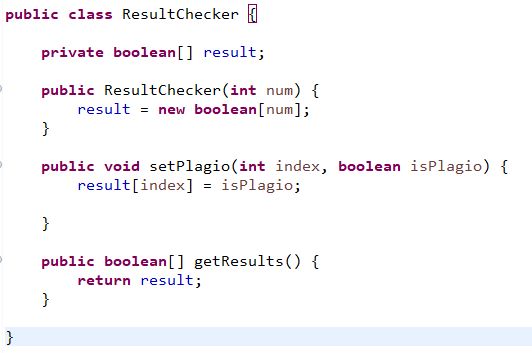 public class ResultChecker {
private boolean[] result;
public ResultChecker(int num) {
result = new boolean[num];
}
public void setPlagio(int index, boolean isPlagio) {
result[index] = isPlagio;
}
public boolean[] getResults() {
return result;
}
}